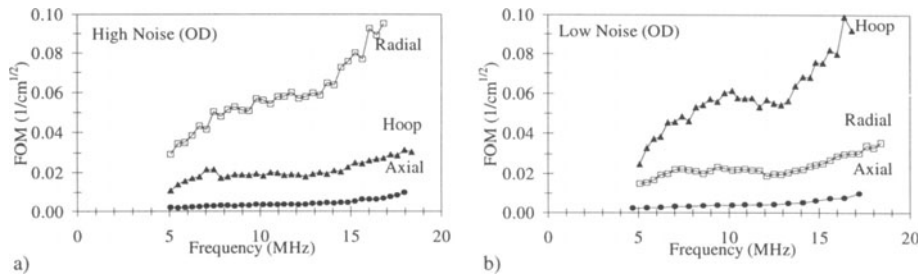 0.10
High Noise (OD)
Radial
0.08
0.06
FOM (1/cm^1/2)
0.04
Hoop
0.02
Axial
0.00
0 5 10 15 20
Frequency (MHz)
a)
0.10
Low Noise (OD)
Hoop
0.08
0.06
FOM (1/cm^1/2)
0.04
Radial
0.02
Axial
0.00
0 5 10 15 20
Frequency (MHz)
b)